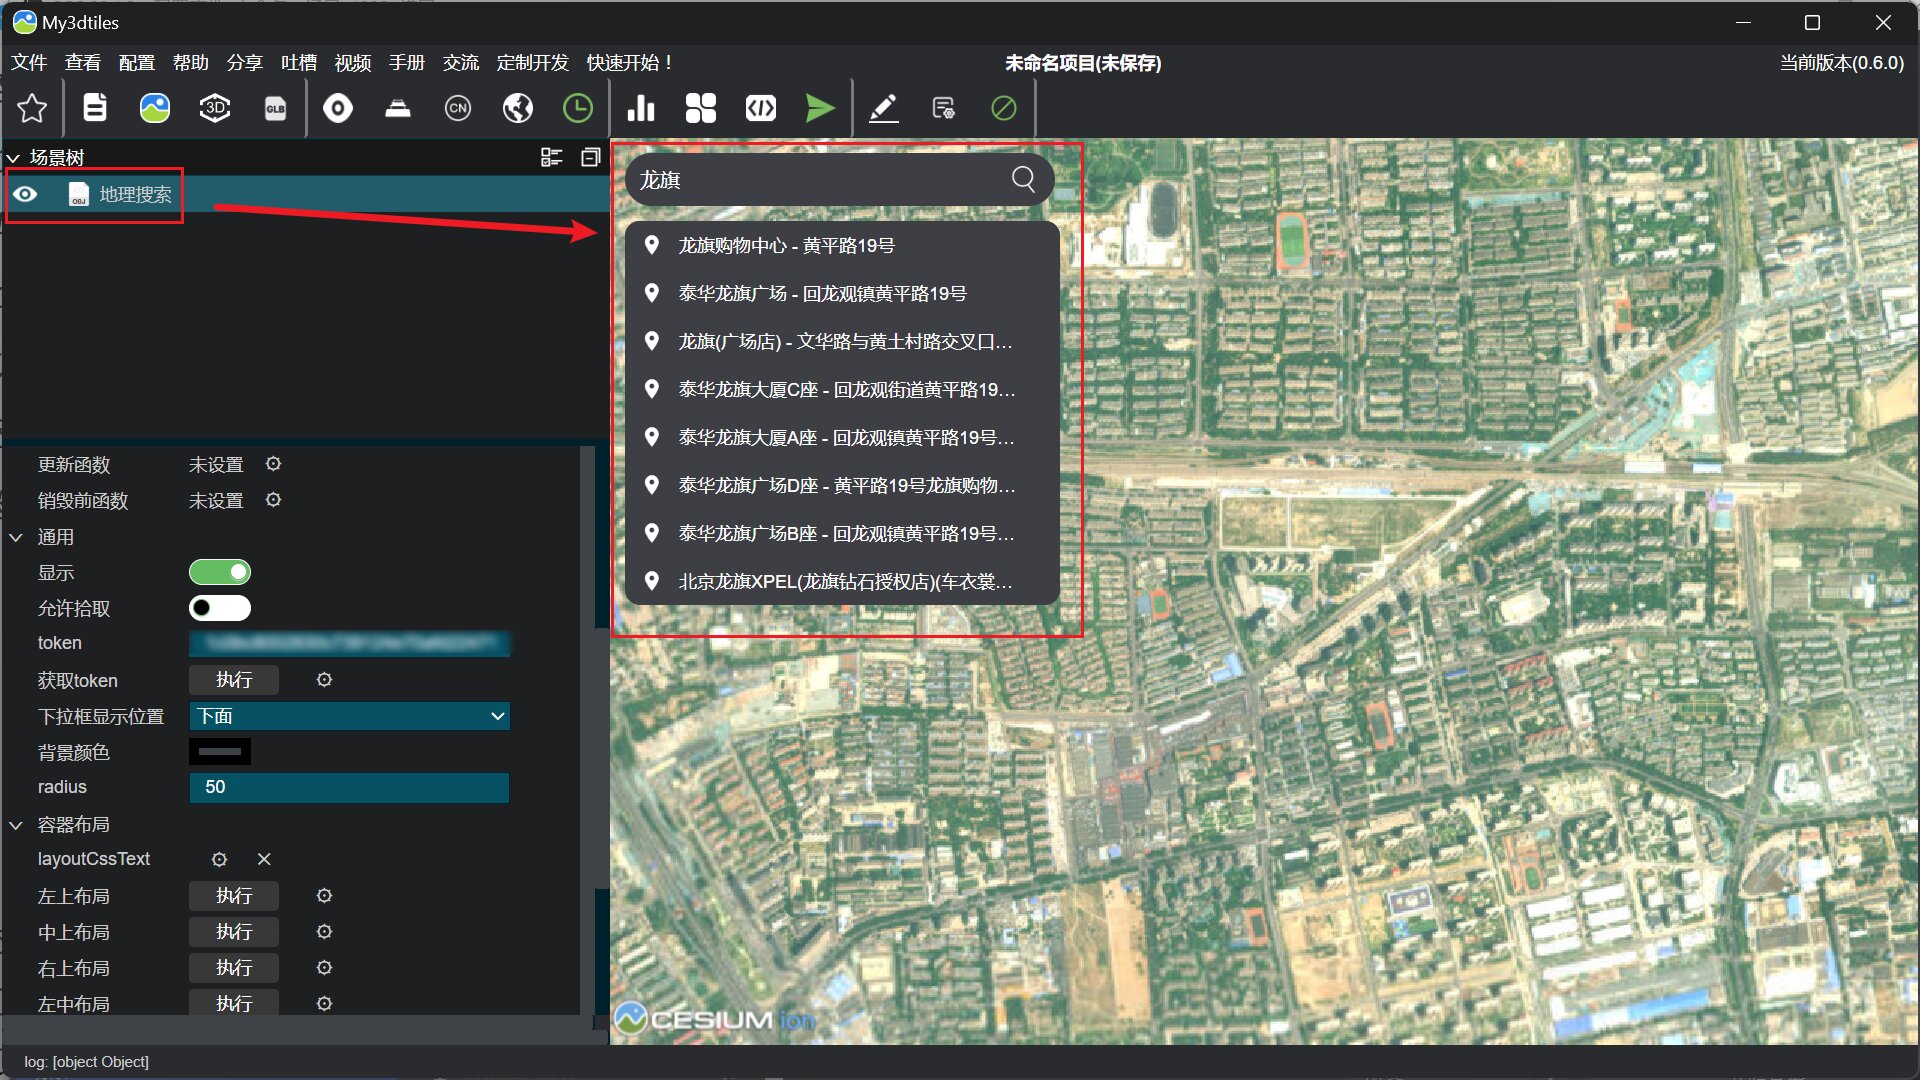 My3dtiles
文件 查看 配置 帮助 分享 吐槽 视频 手册 交流 定制开发 快速开始！ 未命名项目(未保存) 当前版本(0.6.0)
3D GLB CN
场景树
OBJ 地理搜索
龙旗
龙旗购物中心 - 黄平路19号
泰华龙旗广场 - 回龙观镇黄平路19号
龙旗(广场店) - 文华路与黄土村路交叉口...
泰华龙旗大厦C座 - 回龙观街道黄平路19...
泰华龙旗大厦A座 - 回龙观镇黄平路19号...
泰华龙旗广场D座 - 黄平路19号龙旗购物...
泰华龙旗广场B座 - 回龙观镇黄平路19号...
北京龙旗XPEL(龙旗钻石授权店)(车衣裳...
更新函数 未设置
销毁前函数 未设置
通用
显示
允许拾取
token
获取token 执行
下拉框显示位置 下面
背景颜色
radius 50
容器布局
layoutCssText
左上布局 执行
中上布局 执行
右上布局 执行
左中布局 执行
CESIUM ion
log: [object Object]